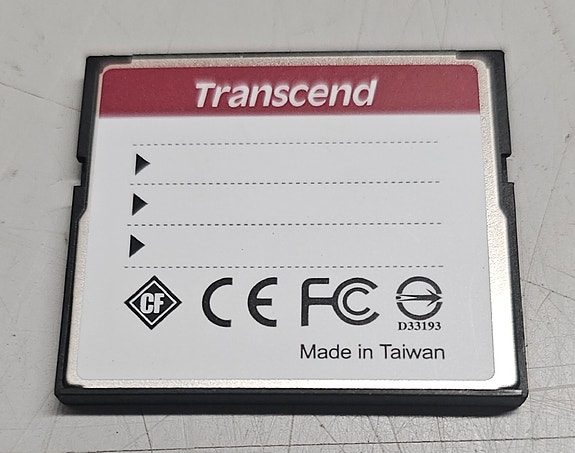 Transcend
CF CE FC
D33193
Made in Taiwan